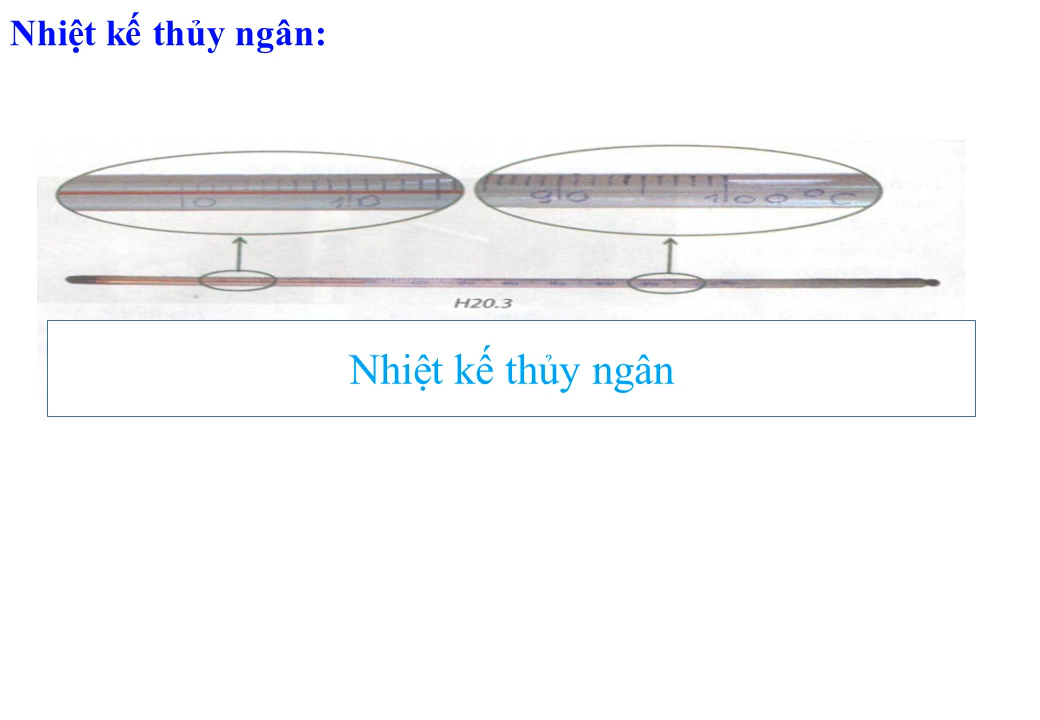 Nhiệt kế thủy ngân:
0 10
90 100 °C
H20.3
Nhiệt kế thủy ngân